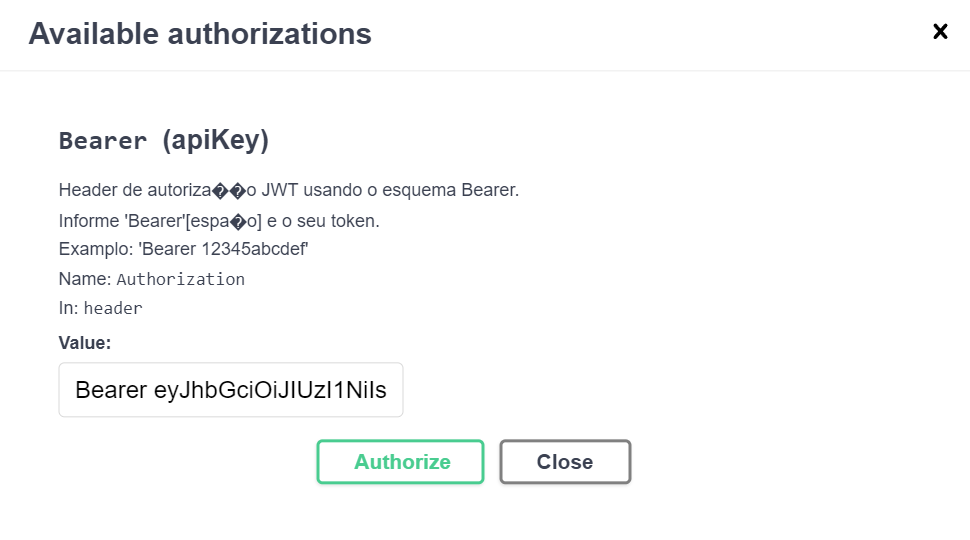 Available authorizations
Bearer (apiKey)
Header de autoriza��o JWT usando o esquema Bearer.
Informe 'Bearer'[espa�o] e o seu token.
Examplo: 'Bearer 12345abcdef'
Name: Authorization
In: header
Value:
Bearer eyJhbGciOiJIUzI1NiIs
Authorize
Close